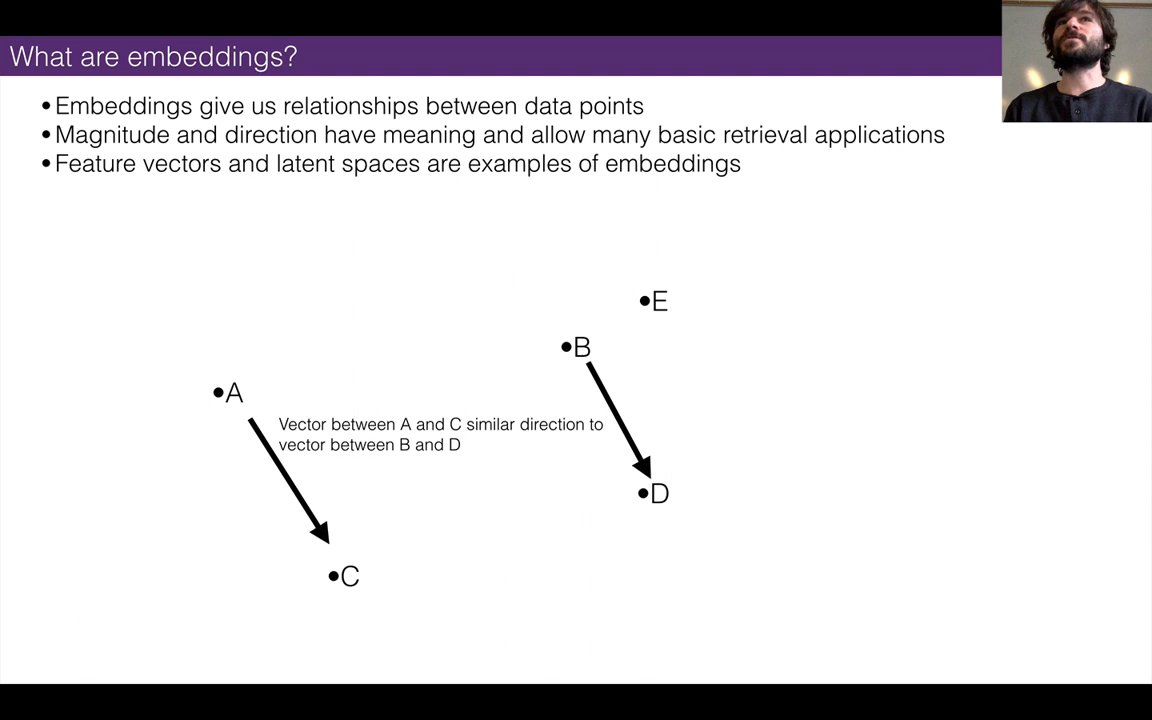 What are embeddings?
•Embeddings give us relationships between data points
•Magnitude and direction have meaning and allow many basic retrieval applications
•Feature vectors and latent spaces are examples of embeddings
•E
•B
•A
Vector between A and C similar direction to
vector between B and D
•D
•C